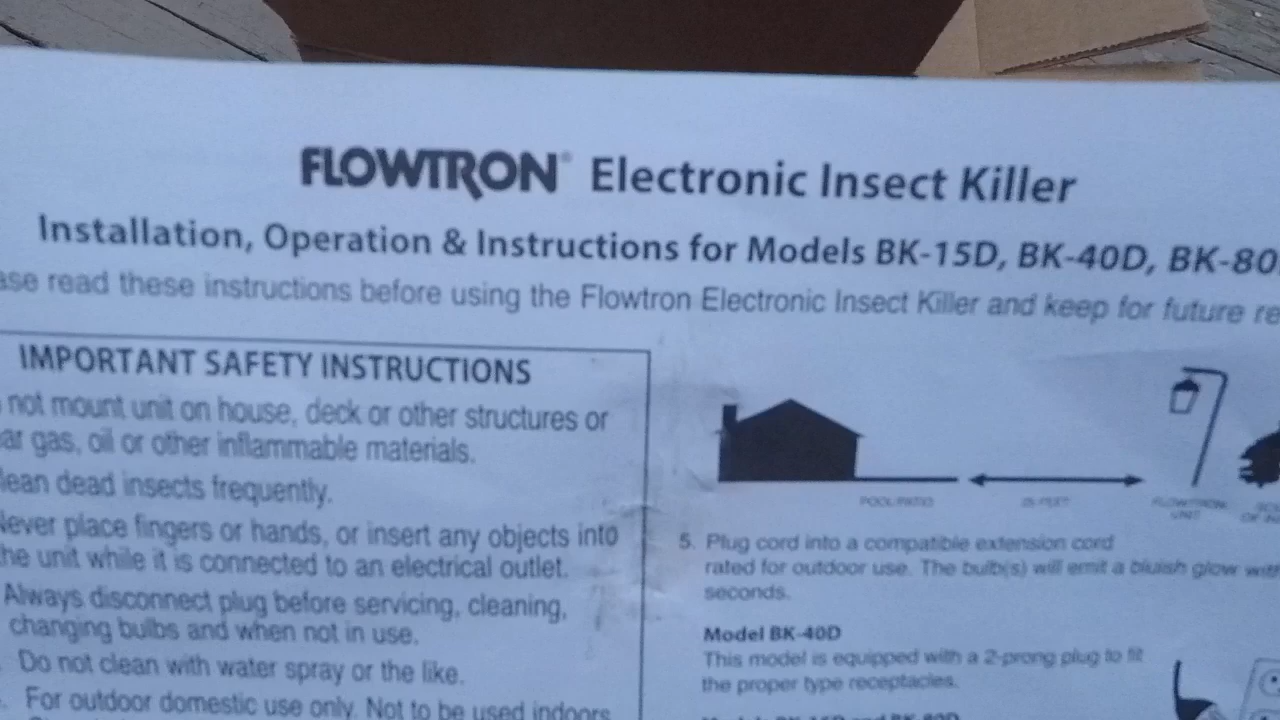 FLOWTRON® Electronic Insect Killer
Installation, Operation & Instructions for Models BK-15D, BK-40D, BK-80
ase read these instructions before using the Flowtron Electronic Insect Killer and keep for future re
IMPORTANT SAFETY INSTRUCTIONS
not mount unit on house, deck or other structures or
ar gas, oil or other inflammable materials.
lean dead insects frequently.
Never place fingers or hands, or insert any objects into
the unit while it is connected to an electrical outlet.
Always disconnect plug before servicing, cleaning,
changing bulbs and when not in use.
Do not clean with water spray or the like.
For outdoor domestic use only. Not to be used indoors.
POOL/PATIO
25 FEET
FLOWTRON
UNIT
5. Plug cord into a compatible extension cord
rated for outdoor use. The bulb(s) will emit a bluish glow with
seconds.
Model BK-40D
This model is equipped with a 2-prong plug to fit
the proper type receptacles.